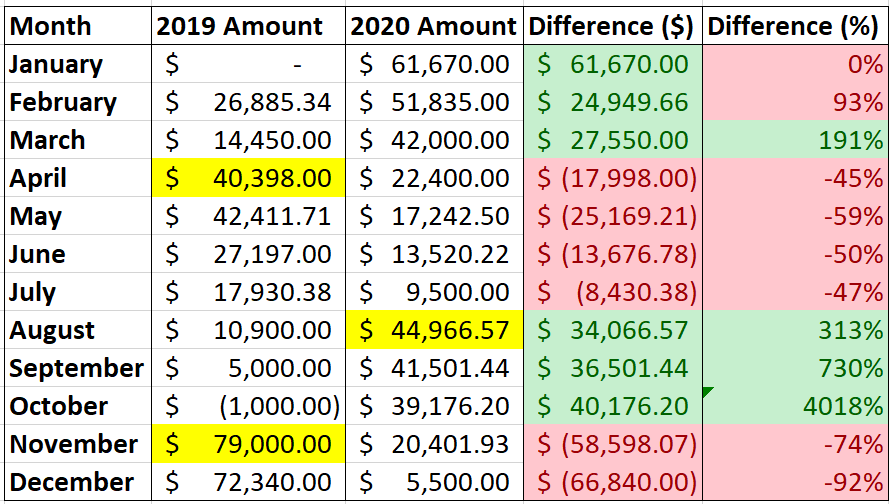 Month 2019 Amount 2020 Amount Difference ($) Difference (%)
January $ - $ 61,670.00 $ 61,670.00 0%
February $ 26,885.34 $ 51,835.00 $ 24,949.66 93%
March $ 14,450.00 $ 42,000.00 $ 27,550.00 191%
April $ 40,398.00 $ 22,400.00 $ (17,998.00) -45%
May $ 42,411.71 $ 17,242.50 $ (25,169.21) -59%
June $ 27,197.00 $ 13,520.22 $ (13,676.78) -50%
July $ 17,930.38 $ 9,500.00 $ (8,430.38) -47%
August $ 10,900.00 $ 44,966.57 $ 34,066.57 313%
September $ 5,000.00 $ 41,501.44 $ 36,501.44 730%
October $ (1,000.00) $ 39,176.20 $ 40,176.20 4018%
November $ 79,000.00 $ 20,401.93 $ (58,598.07) -74%
December $ 72,340.00 $ 5,500.00 $ (66,840.00) -92%